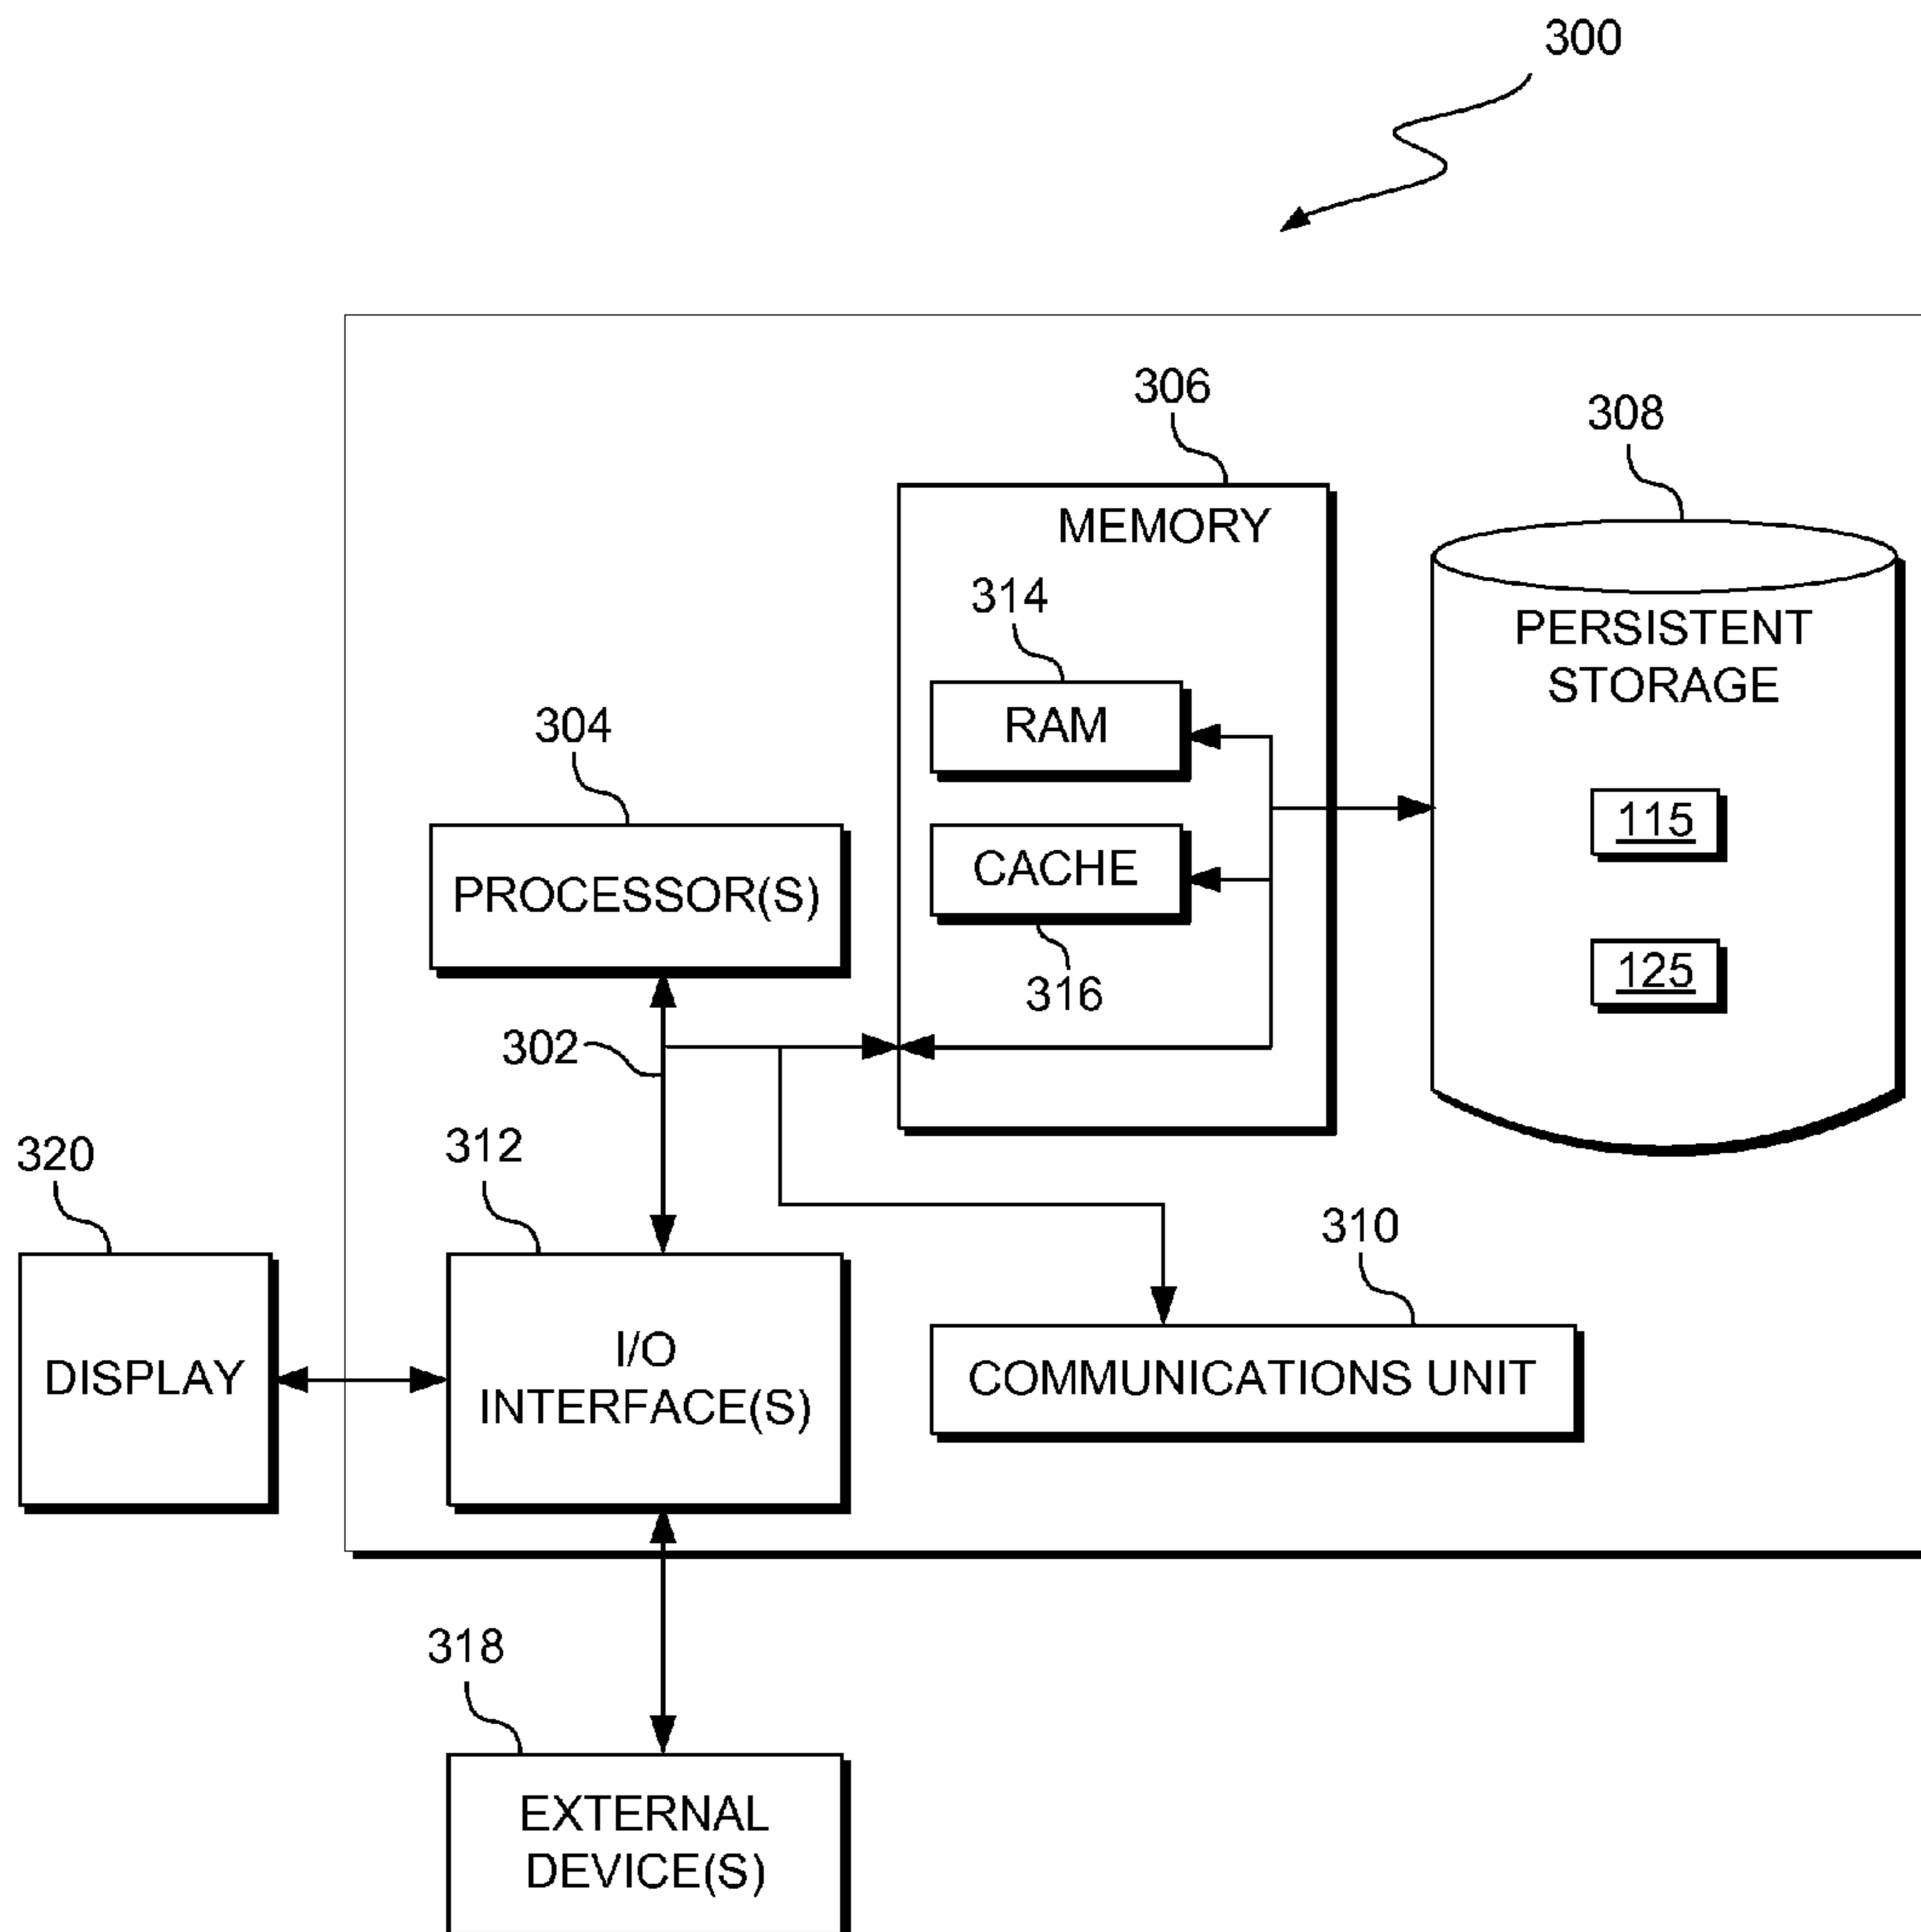 300
306
308
MEMORY
314
PERSISTENT
STORAGE
RAM
304
115
CACHE
PROCESSOR(S)
125
316
302
320
312
310
I/O
INTERFACE(S)
DISPLAY
COMMUNICATIONS UNIT
318
EXTERNAL
DEVICE(S)